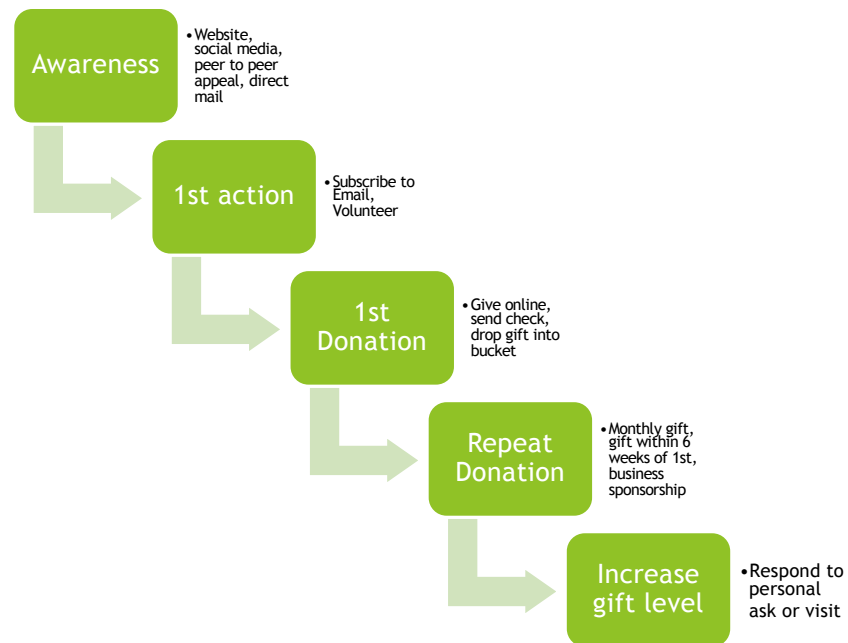 Awareness
•Website,
social media,
peer to peer
appeal, direct
mail
1st action
•Subscribe to
Email,
Volunteer
1st
Donation
•Give online,
send check,
drop gift into
bucket
Repeat
Donation
•Monthly gift,
gift within 6
weeks of 1st,
business
sponsorship
Increase
gift level
•Respond to
personal
ask or visit